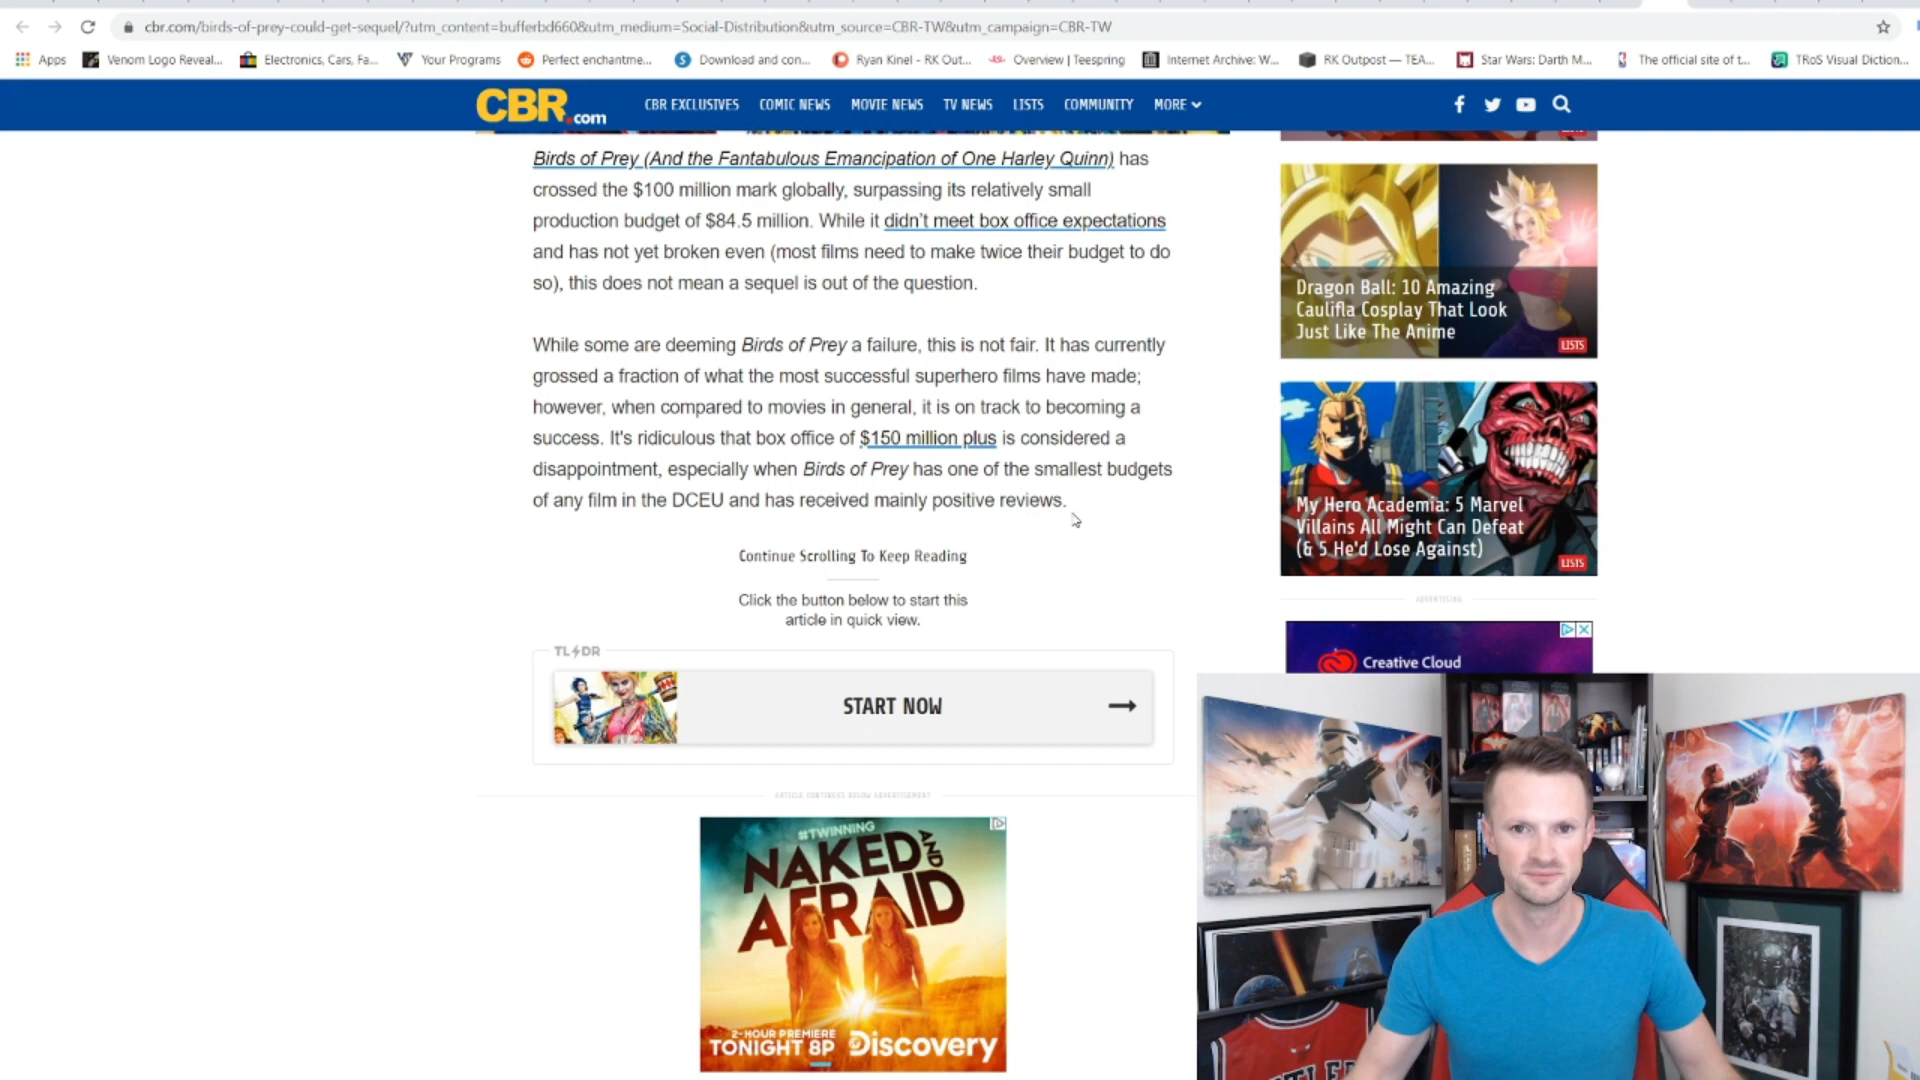 cbr.com/birds-of-prey-could-get-sequel/?utm_content=bufferbd660&utm_medium=Social-Distribution&utm_source=CBR-TW&utm_campaign=CBR-TW
Apps
Venom Logo Reveal...
Electronics, Cars, Fa...
Your Programs
Perfect enchantme...
Download and con...
Ryan Kinel - RK Out...
Overview | Teespring
Internet Archive: W...
RK Outpost — TEA...
Star Wars: Darth M...
The official site of t...
TRoS Visual Diction...
CBR.com
CBR EXCLUSIVES
COMIC NEWS
MOVIE NEWS
TV NEWS
LISTS
COMMUNITY
MORE
Birds of Prey (And the Fantabulous Emancipation of One Harley Quinn) has
crossed the $100 million mark globally, surpassing its relatively small
production budget of $84.5 million. While it didn't meet box office expectations
and has not yet broken even (most films need to make twice their budget to do
so), this does not mean a sequel is out of the question.
While some are deeming Birds of Prey a failure, this is not fair. It has currently
grossed a fraction of what the most successful superhero films have made;
however, when compared to movies in general, it is on track to becoming a
success. It's ridiculous that box office of $150 million plus is considered a
disappointment, especially when Birds of Prey has one of the smallest budgets
of any film in the DCEU and has received mainly positive reviews.
Continue Scrolling To Keep Reading
Click the button below to start this
article in quick view.
TL DR
START NOW
ARTICLE CONTINUES BELOW ADVERTISEMENT
#TWINNING
NAKED AND
AFRAID
2-HOUR PREMIERE
TONIGHT 8P
Discovery
Dragon Ball: 10 Amazing
Caulifla Cosplay That Look
Just Like The Anime
LISTS
My Hero Academia: 5 Marvel
Villains All Might Can Defeat
(& 5 He'd Lose Against)
LISTS
ADVERTISING
Creative Cloud